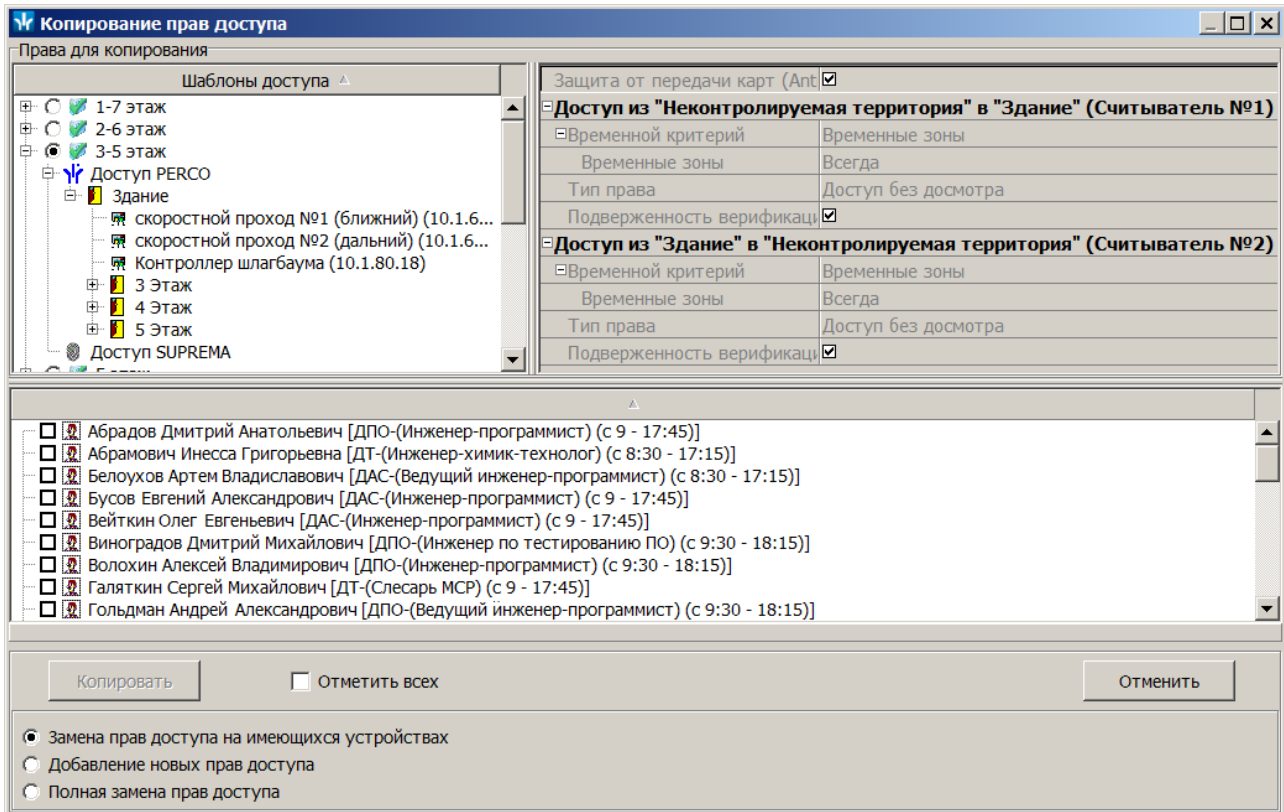 Копирование прав доступа
Права для копирования
Шаблоны доступа
1-7 этаж
2-6 этаж
3-5 этаж
Доступ PERCO
Здание
скоростной проход №1 (ближний) (10.1.6...
скоростной проход №2 (дальний) (10.1.6...
Контроллер шлагбаума (10.1.80.18)
3 Этаж
4 Этаж
5 Этаж
Доступ SUPREMA
Защита от передачи карт (Ant
Доступ из "Неконтролируемая территория" в "Здание" (Считыватель №1)
Временной критерий Временные зоны
Временные зоны Всегда
Тип права Доступ без досмотра
Подверженность верификаци
Доступ из "Здание" в "Неконтролируемая территория" (Считыватель №2)
Временной критерий Временные зоны
Временные зоны Всегда
Тип права Доступ без досмотра
Подверженность верификаци
Абрадов Дмитрий Анатольевич [ДПО-(Инженер-программист) (с 9 - 17:45)]
Абрамович Инесса Григорьевна [ДТ-(Инженер-химик-технолог) (с 8:30 - 17:15)]
Белоухов Артем Владиславович [ДАС-(Ведущий инженер-программист) (с 8:30 - 17:15)]
Бусов Евгений Александрович [ДАС-(Инженер-программист) (с 9 - 17:45)]
Вейткин Олег Евгеньевич [ДАС-(Инженер-программист) (с 9 - 17:45)]
Виноградов Дмитрий Михайлович [ДПО-(Инженер по тестированию ПО) (с 9:30 - 18:15)]
Волохин Алексей Владимирович [ДПО-(Инженер-программист) (с 9:30 - 18:15)]
Галяткин Сергей Михайлович [ДТ-(Слесарь МСР) (с 9 - 17:45)]
Гольдман Андрей Александрович [ДПО-(Ведущий инженер-программист) (с 9:30 - 18:15)]
Копировать Отметить всех Отменить
Замена прав доступа на имеющихся устройствах
Добавление новых прав доступа
Полная замена прав доступа